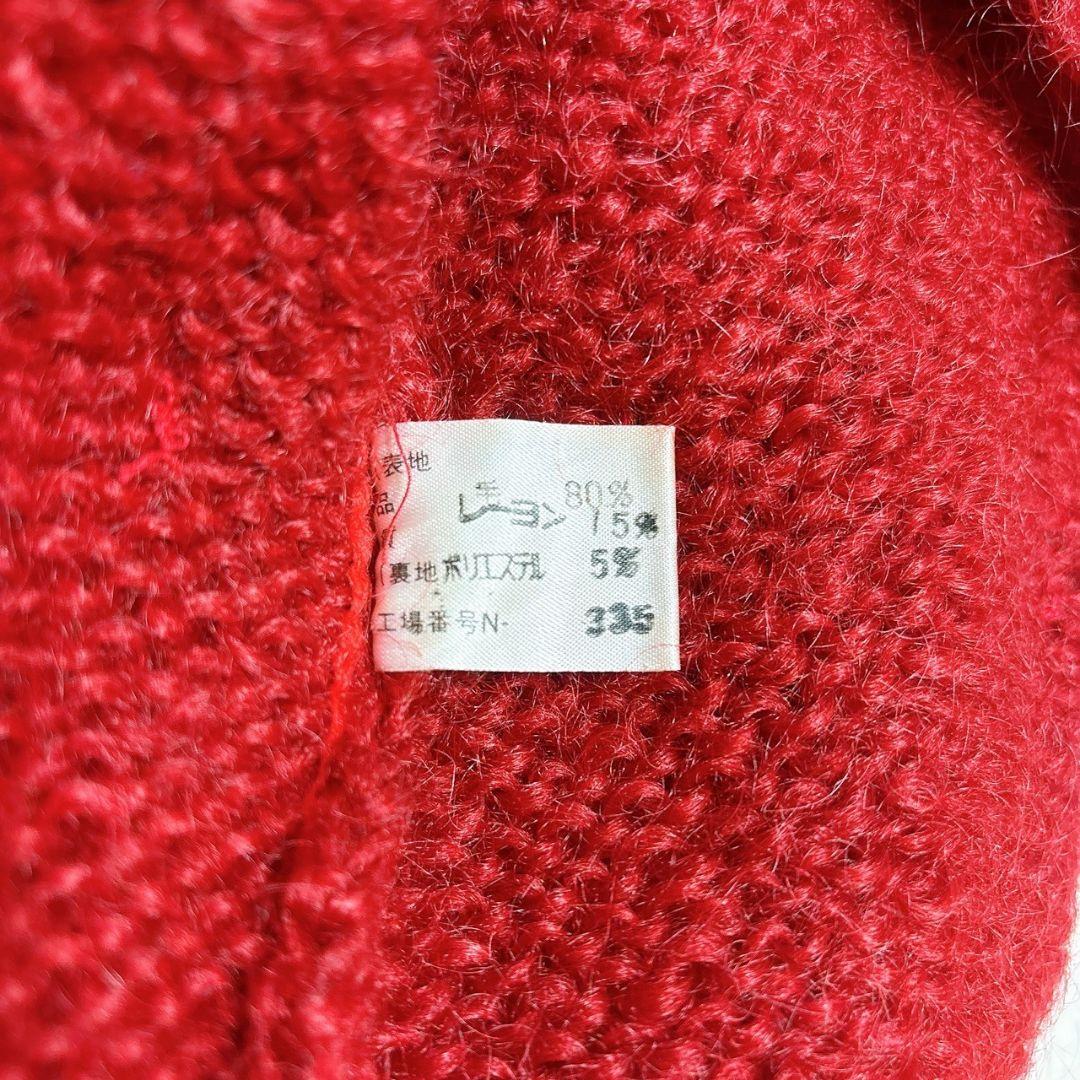 表地
毛 80%
品
レーヨン 15%
(裏地 ポリエステル 5%
工場番号N- 335